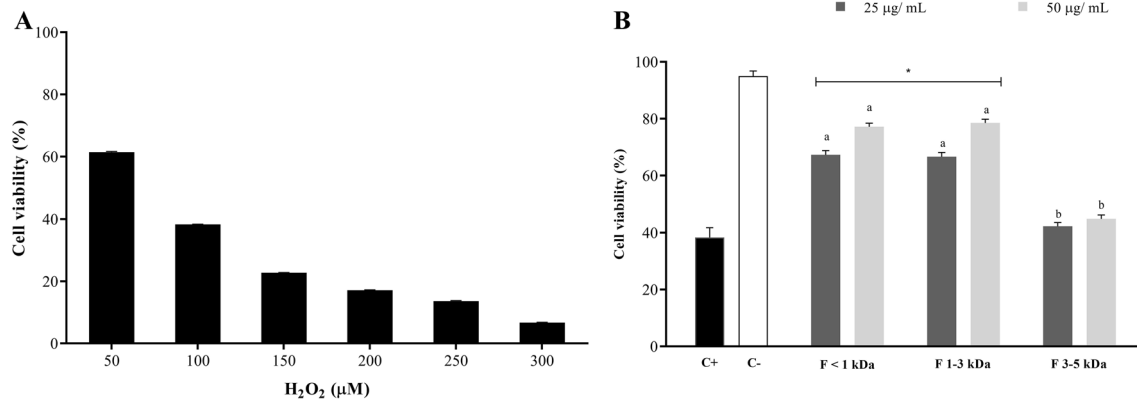 A
100
80
60
40
20
0
Cell viability (%)
50 100 150 200 250 300
H₂O₂ (µM)
25 µg/ mL 50 µg/ mL
B
100
80
60
40
20
0
Cell viability (%)
*
a a a a b b
C+ C- F < 1 kDa F 1-3 kDa F 3-5 kDa